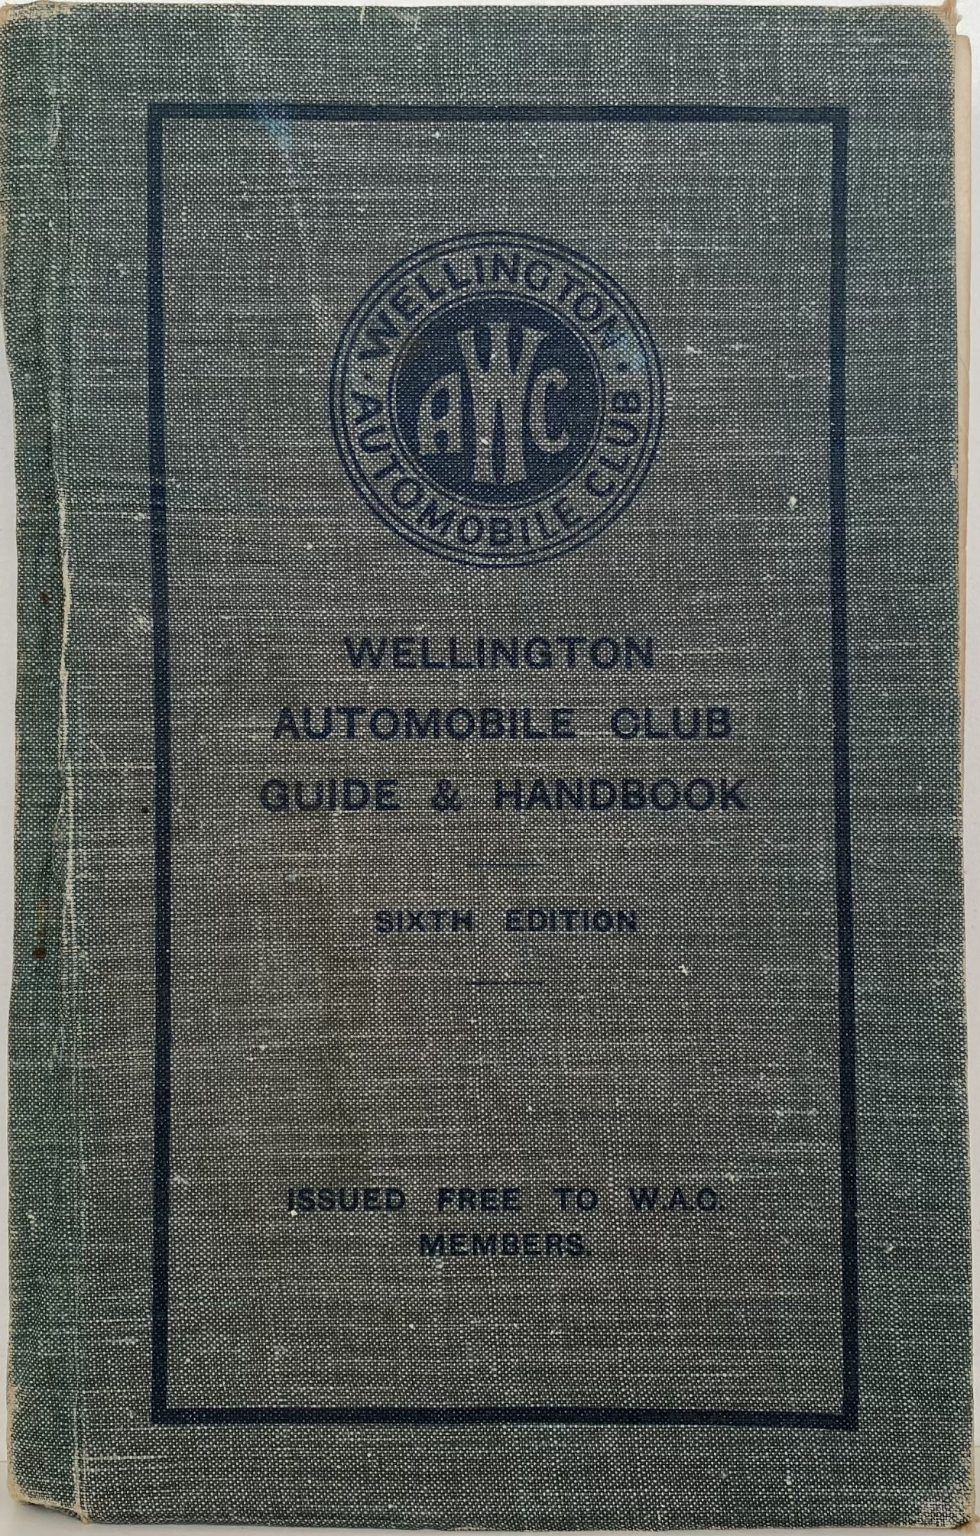 WELLINGTON
AUTOMOBILE CLUB
AWC
WELLINGTON
AUTOMOBILE CLUB
GUIDE & HANDBOOK
SIXTH EDITION
ISSUED FREE TO W.A.C.
MEMBERS.